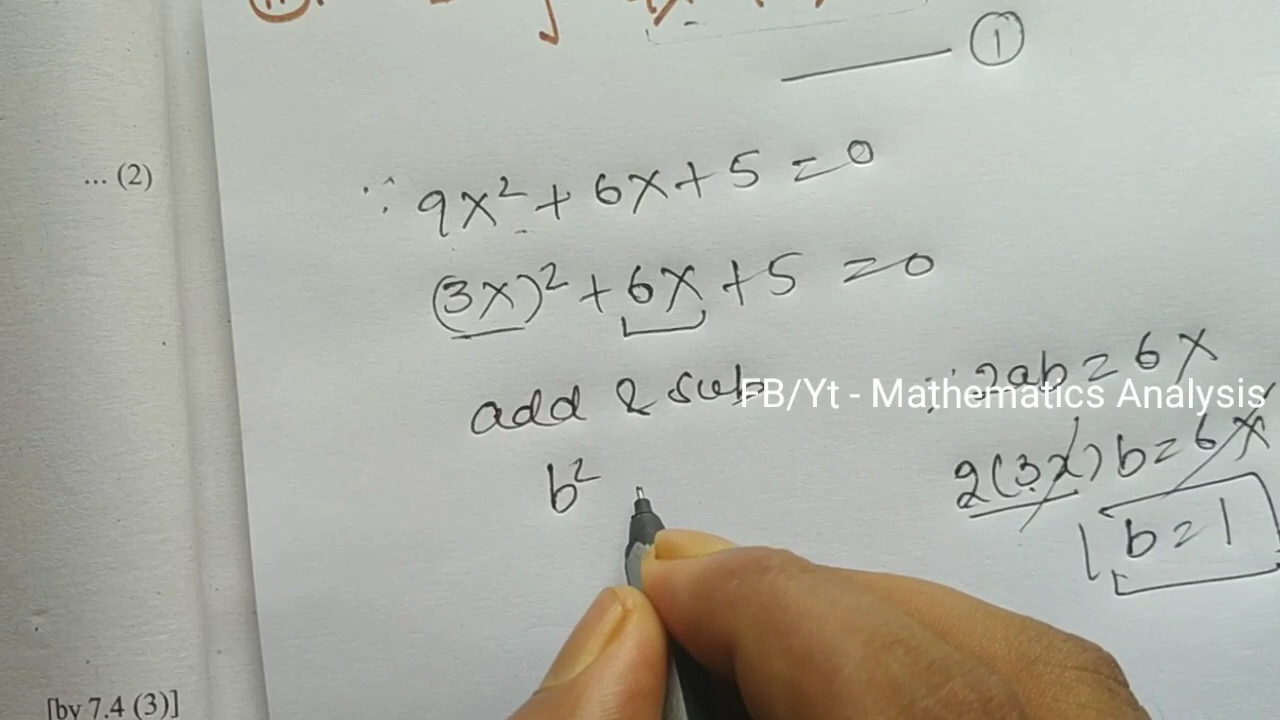 ①
... (2)
∵ 9x² + 6x + 5 = 0
(3x)² + 6x + 5 = 0
add & sub
∵ 2ab = 6x
FB/Yt - Mathematics Analysis
2(3x)b = 6x
b²
b = 1
[by 7.4 (3)]